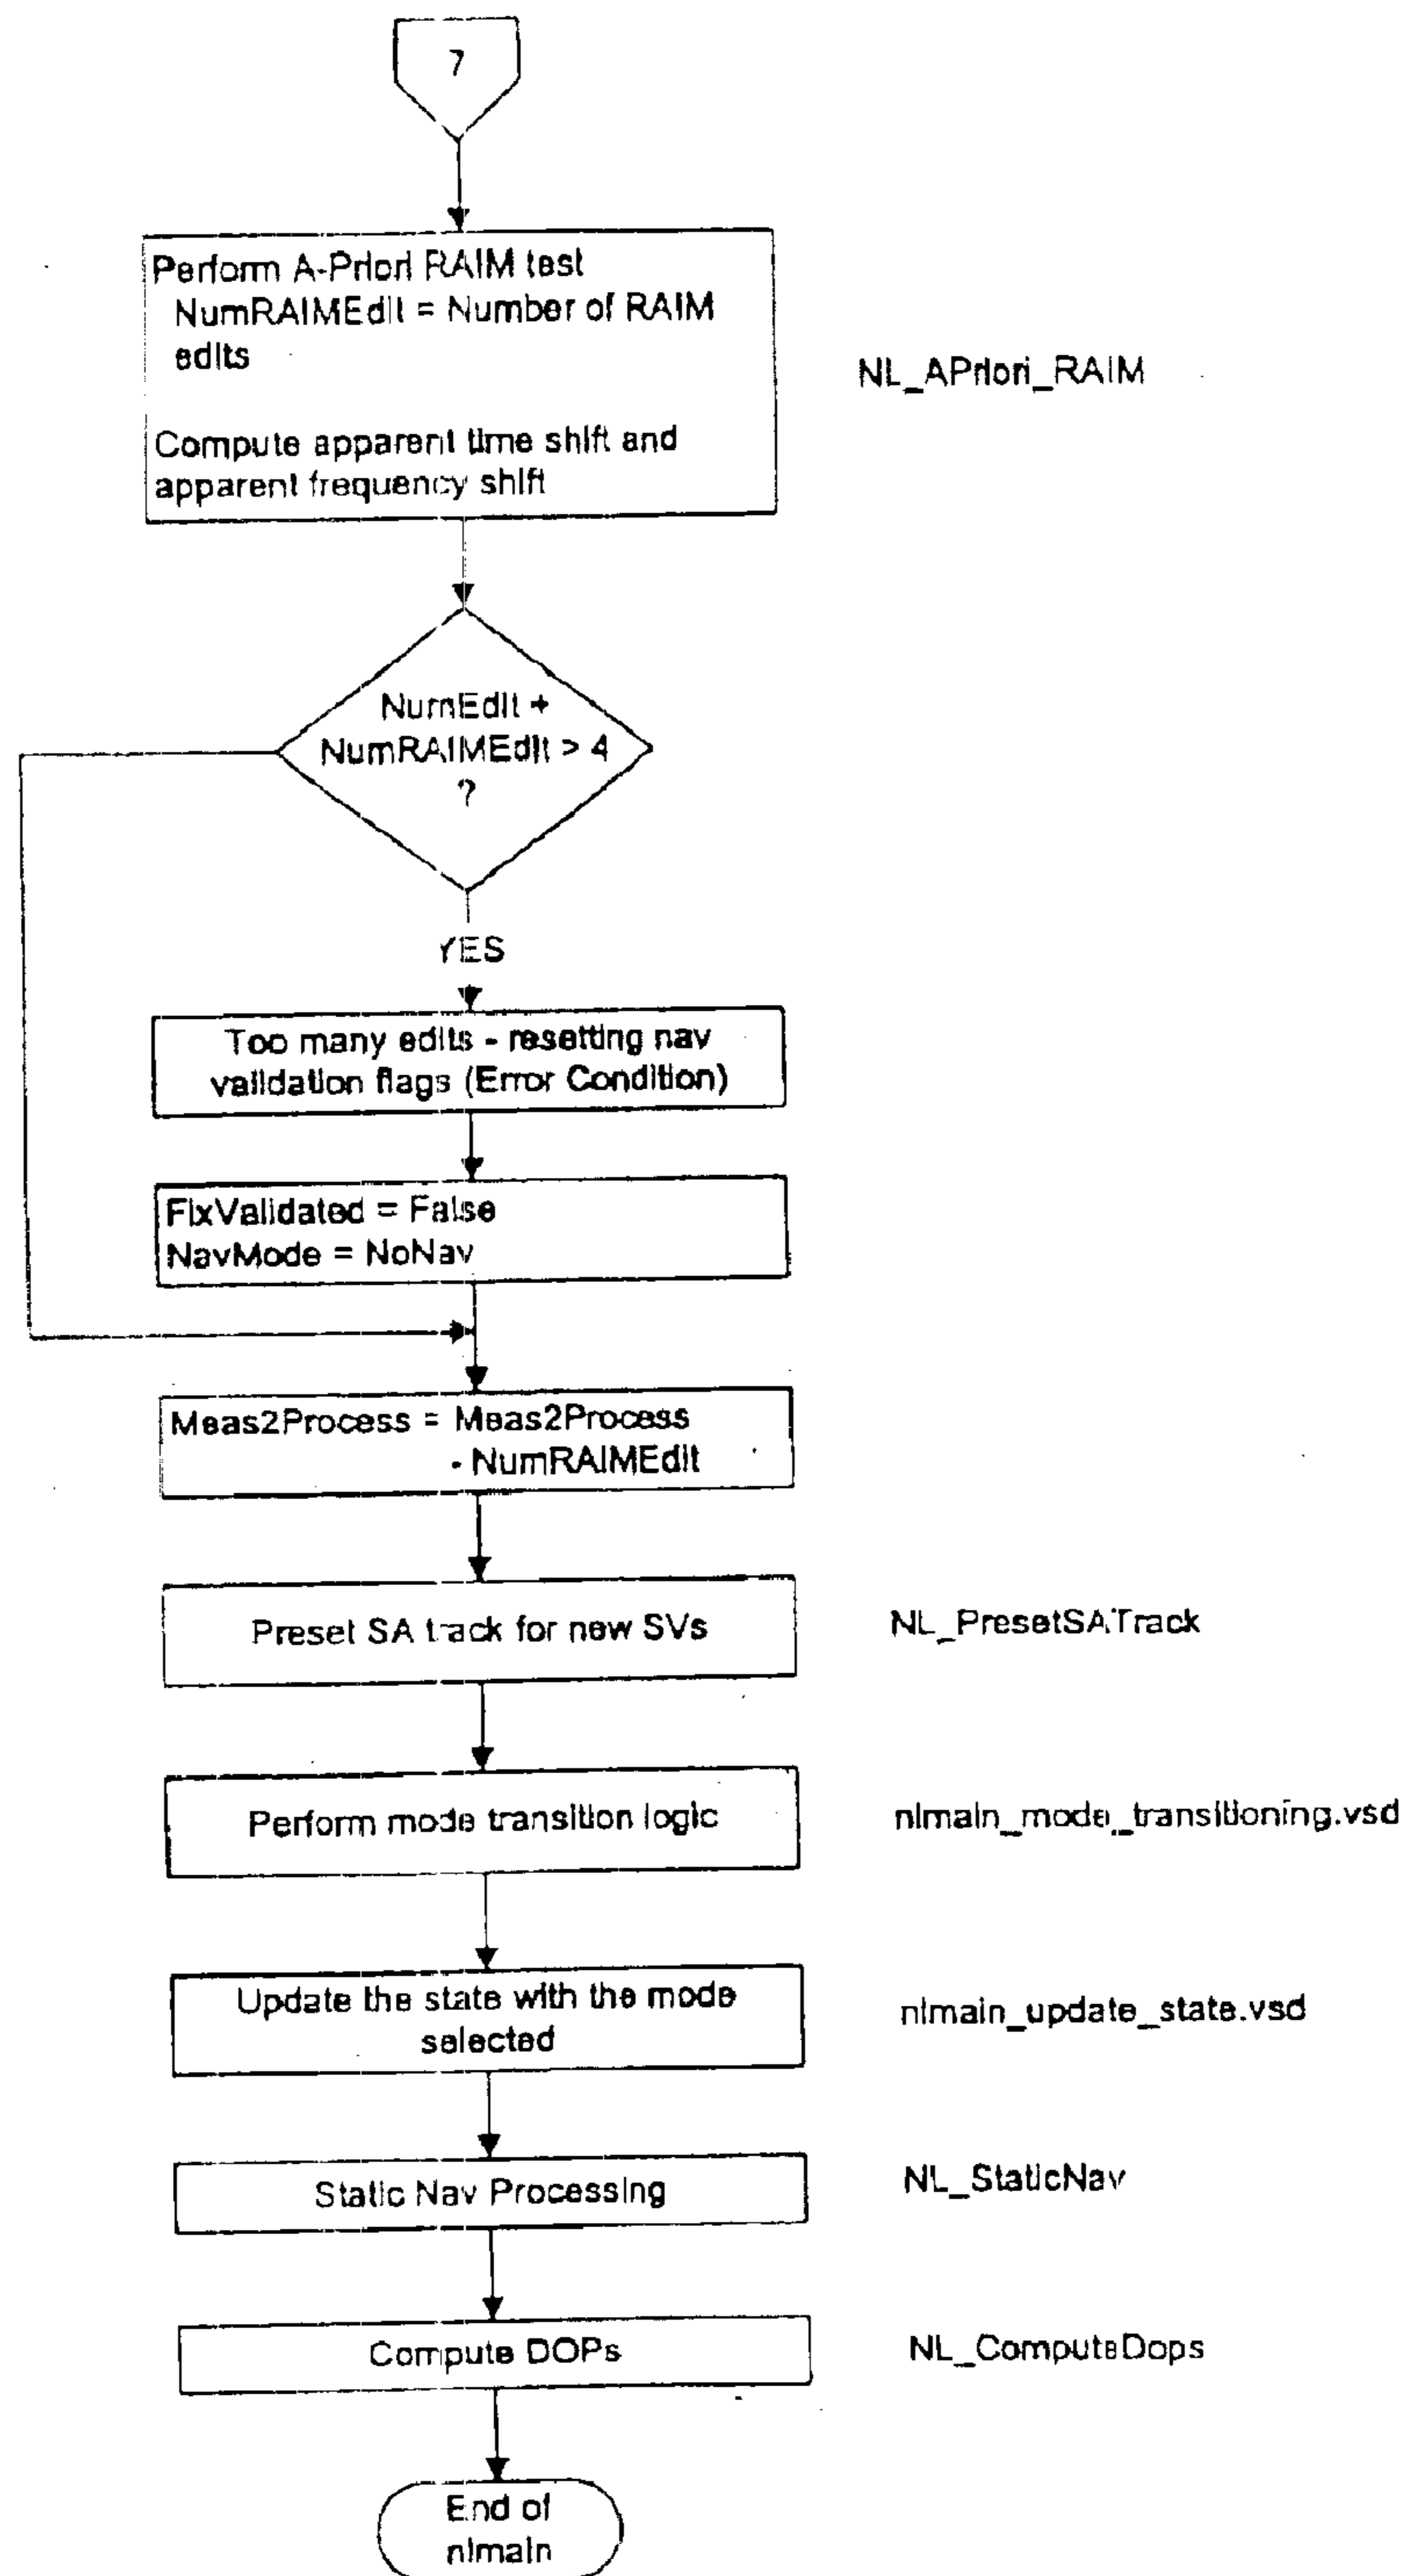 7
Perform A-Priori RAIM test
NumRAIMEdit = Number of RAIM
edits
NL_APriori_RAIM
Compute apparent time shift and
apparent frequency shift
NumEdit +
NumRAIMEdit > 4
?
YES
Too many edits - resetting nav
validation flags (Error Condition)
FixValidated = False
NavMode = NoNav
Meas2Process = Meas2Process
- NumRAIMEdit
Preset SA track for new SVs
NL_PresetSATrack
Perform mode transition logic
nlmain_mode_transitioning.vsd
Update the state with the mode
selected
nlmain_update_state.vsd
Static Nav Processing
NL_StaticNav
Compute DOPs
NL_ComputeDops
End of
nlmain